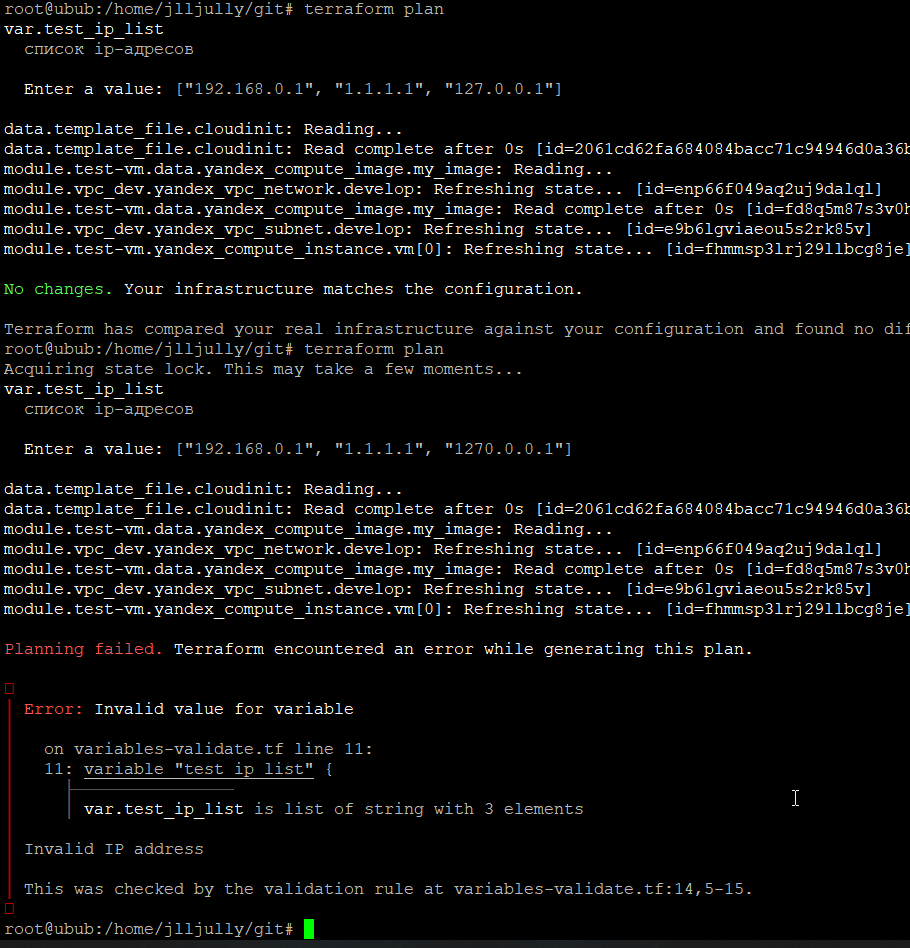 root@ubub:/home/jlljully/git# terraform plan
var.test_ip_list
список ip-адресов
Enter a value: ["192.168.0.1", "1.1.1.1", "127.0.0.1"]
data.template_file.cloudinit: Reading...
data.template_file.cloudinit: Read complete after 0s [id=2061cd62fa684084bacc71c94946d0a36b
module.test-vm.data.yandex_compute_image.my_image: Reading...
module.vpc_dev.yandex_vpc_network.develop: Refreshing state... [id=enp66f049aq2uj9dalql]
module.test-vm.data.yandex_compute_image.my_image: Read complete after 0s [id=fd8q5m87s3v0h
module.vpc_dev.yandex_vpc_subnet.develop: Refreshing state... [id=e9b6lgviaeou5s2rk85v]
module.test-vm.yandex_compute_instance.vm[0]: Refreshing state... [id=fhmmsp3lrj29llbcg8je]
No changes. Your infrastructure matches the configuration.
Terraform has compared your real infrastructure against your configuration and found no dif
root@ubub:/home/jlljully/git# terraform plan
Acquiring state lock. This may take a few moments...
var.test_ip_list
список ip-адресов
Enter a value: ["192.168.0.1", "1.1.1.1", "1270.0.0.1"]
data.template_file.cloudinit: Reading...
data.template_file.cloudinit: Read complete after 0s [id=2061cd62fa684084bacc71c94946d0a36b
module.test-vm.data.yandex_compute_image.my_image: Reading...
module.vpc_dev.yandex_vpc_network.develop: Refreshing state... [id=enp66f049aq2uj9dalql]
module.test-vm.data.yandex_compute_image.my_image: Read complete after 0s [id=fd8q5m87s3v0h
module.vpc_dev.yandex_vpc_subnet.develop: Refreshing state... [id=e9b6lgviaeou5s2rk85v]
module.test-vm.yandex_compute_instance.vm[0]: Refreshing state... [id=fhmmsp3lrj29llbcg8je]
Planning failed. Terraform encountered an error while generating this plan.
Error: Invalid value for variable
on variables-validate.tf line 11:
11: variable "test_ip_list" {
var.test_ip_list is list of string with 3 elements
Invalid IP address
This was checked by the validation rule at variables-validate.tf:14,5-15.
root@ubub:/home/jlljully/git#